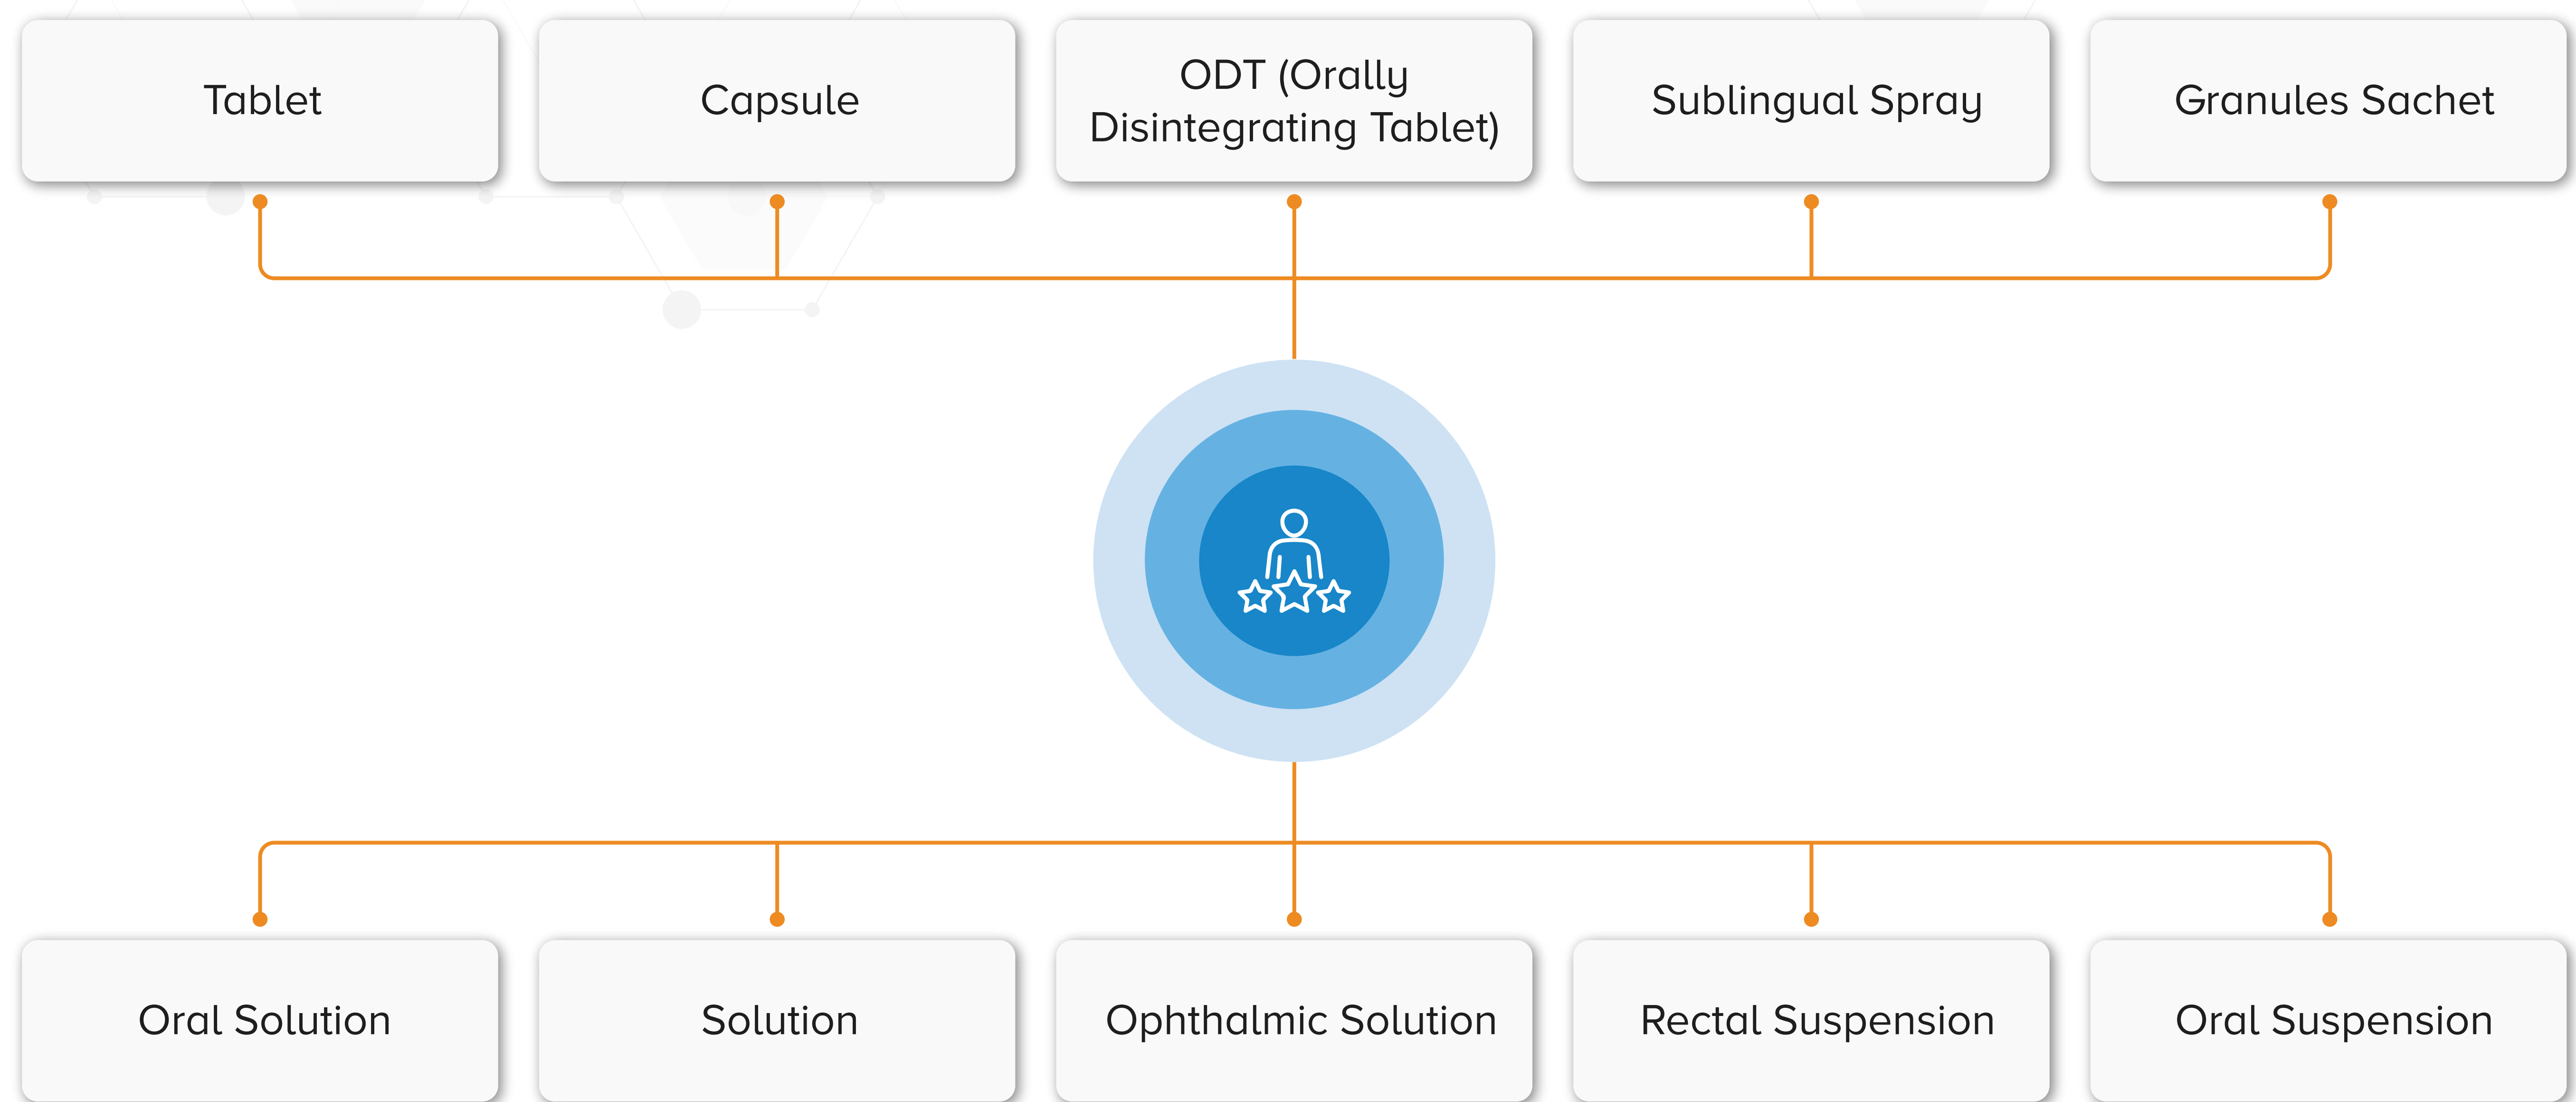 Tablet
Capsule
ODT (Orally
Disintegrating Tablet)
Sublingual Spray
Granules Sachet
Oral Solution
Solution
Ophthalmic Solution
Rectal Suspension
Oral Suspension